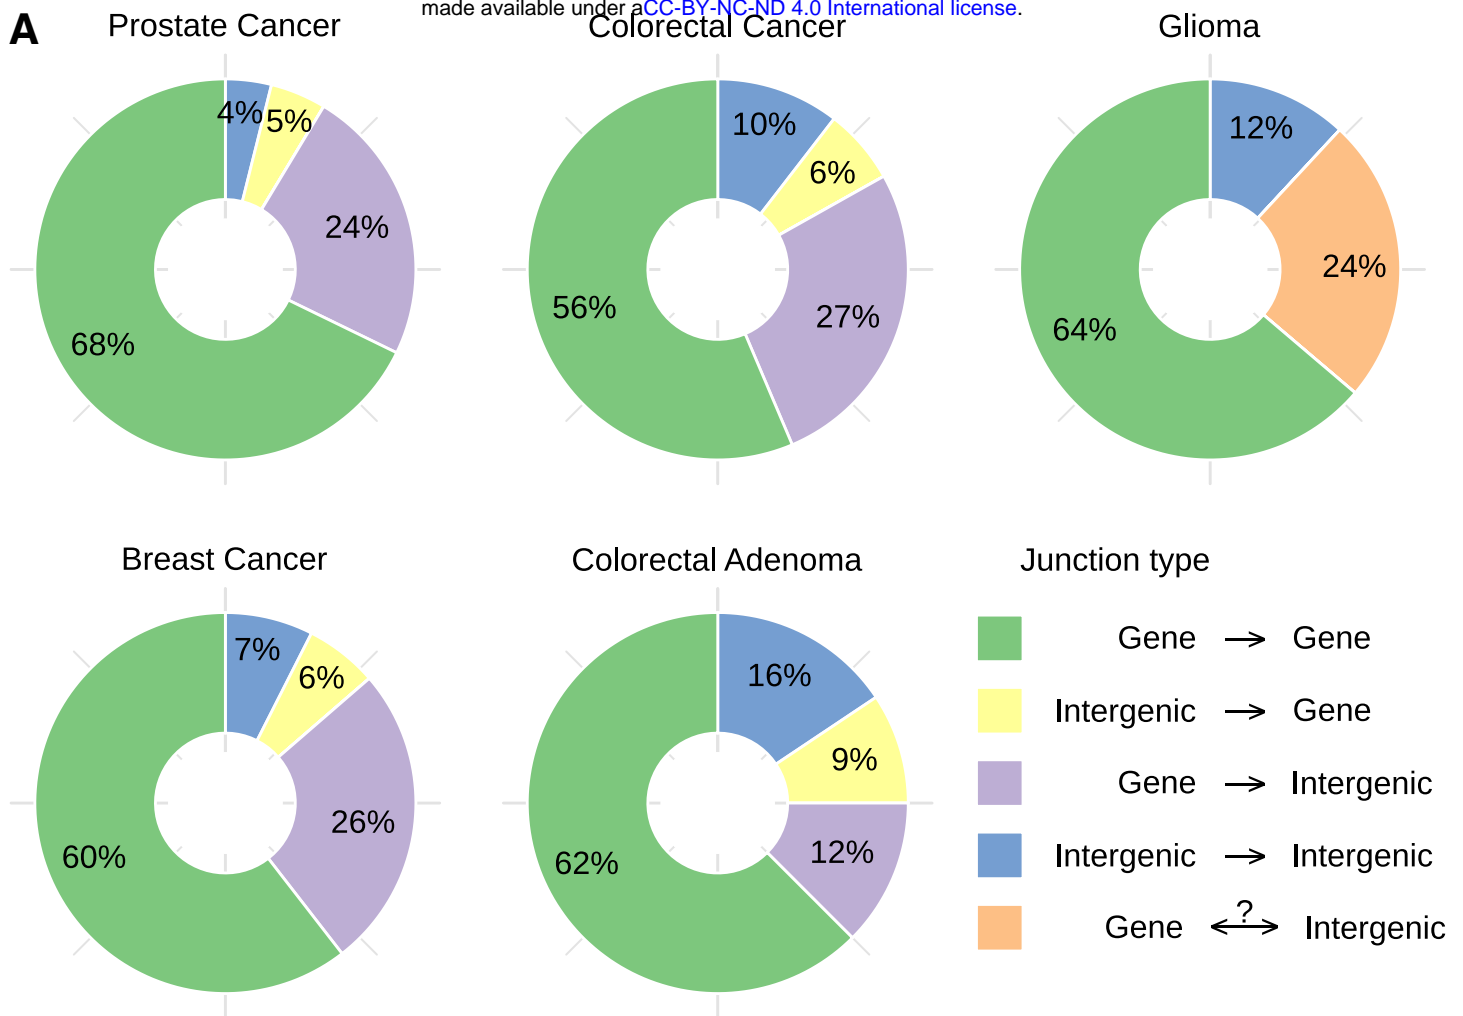 made available under aCC-BY-NC-ND 4.0 International license.
A
Prostate Cancer
Colorectal Cancer
Glioma
4%
5%
24%
68%
10%
6%
27%
56%
12%
24%
64%
Breast Cancer
Colorectal Adenoma
Junction type
7%
6%
26%
60%
16%
9%
12%
62%
Gene → Gene
Intergenic → Gene
Gene → Intergenic
Intergenic → Intergenic
?
Gene ↔ Intergenic